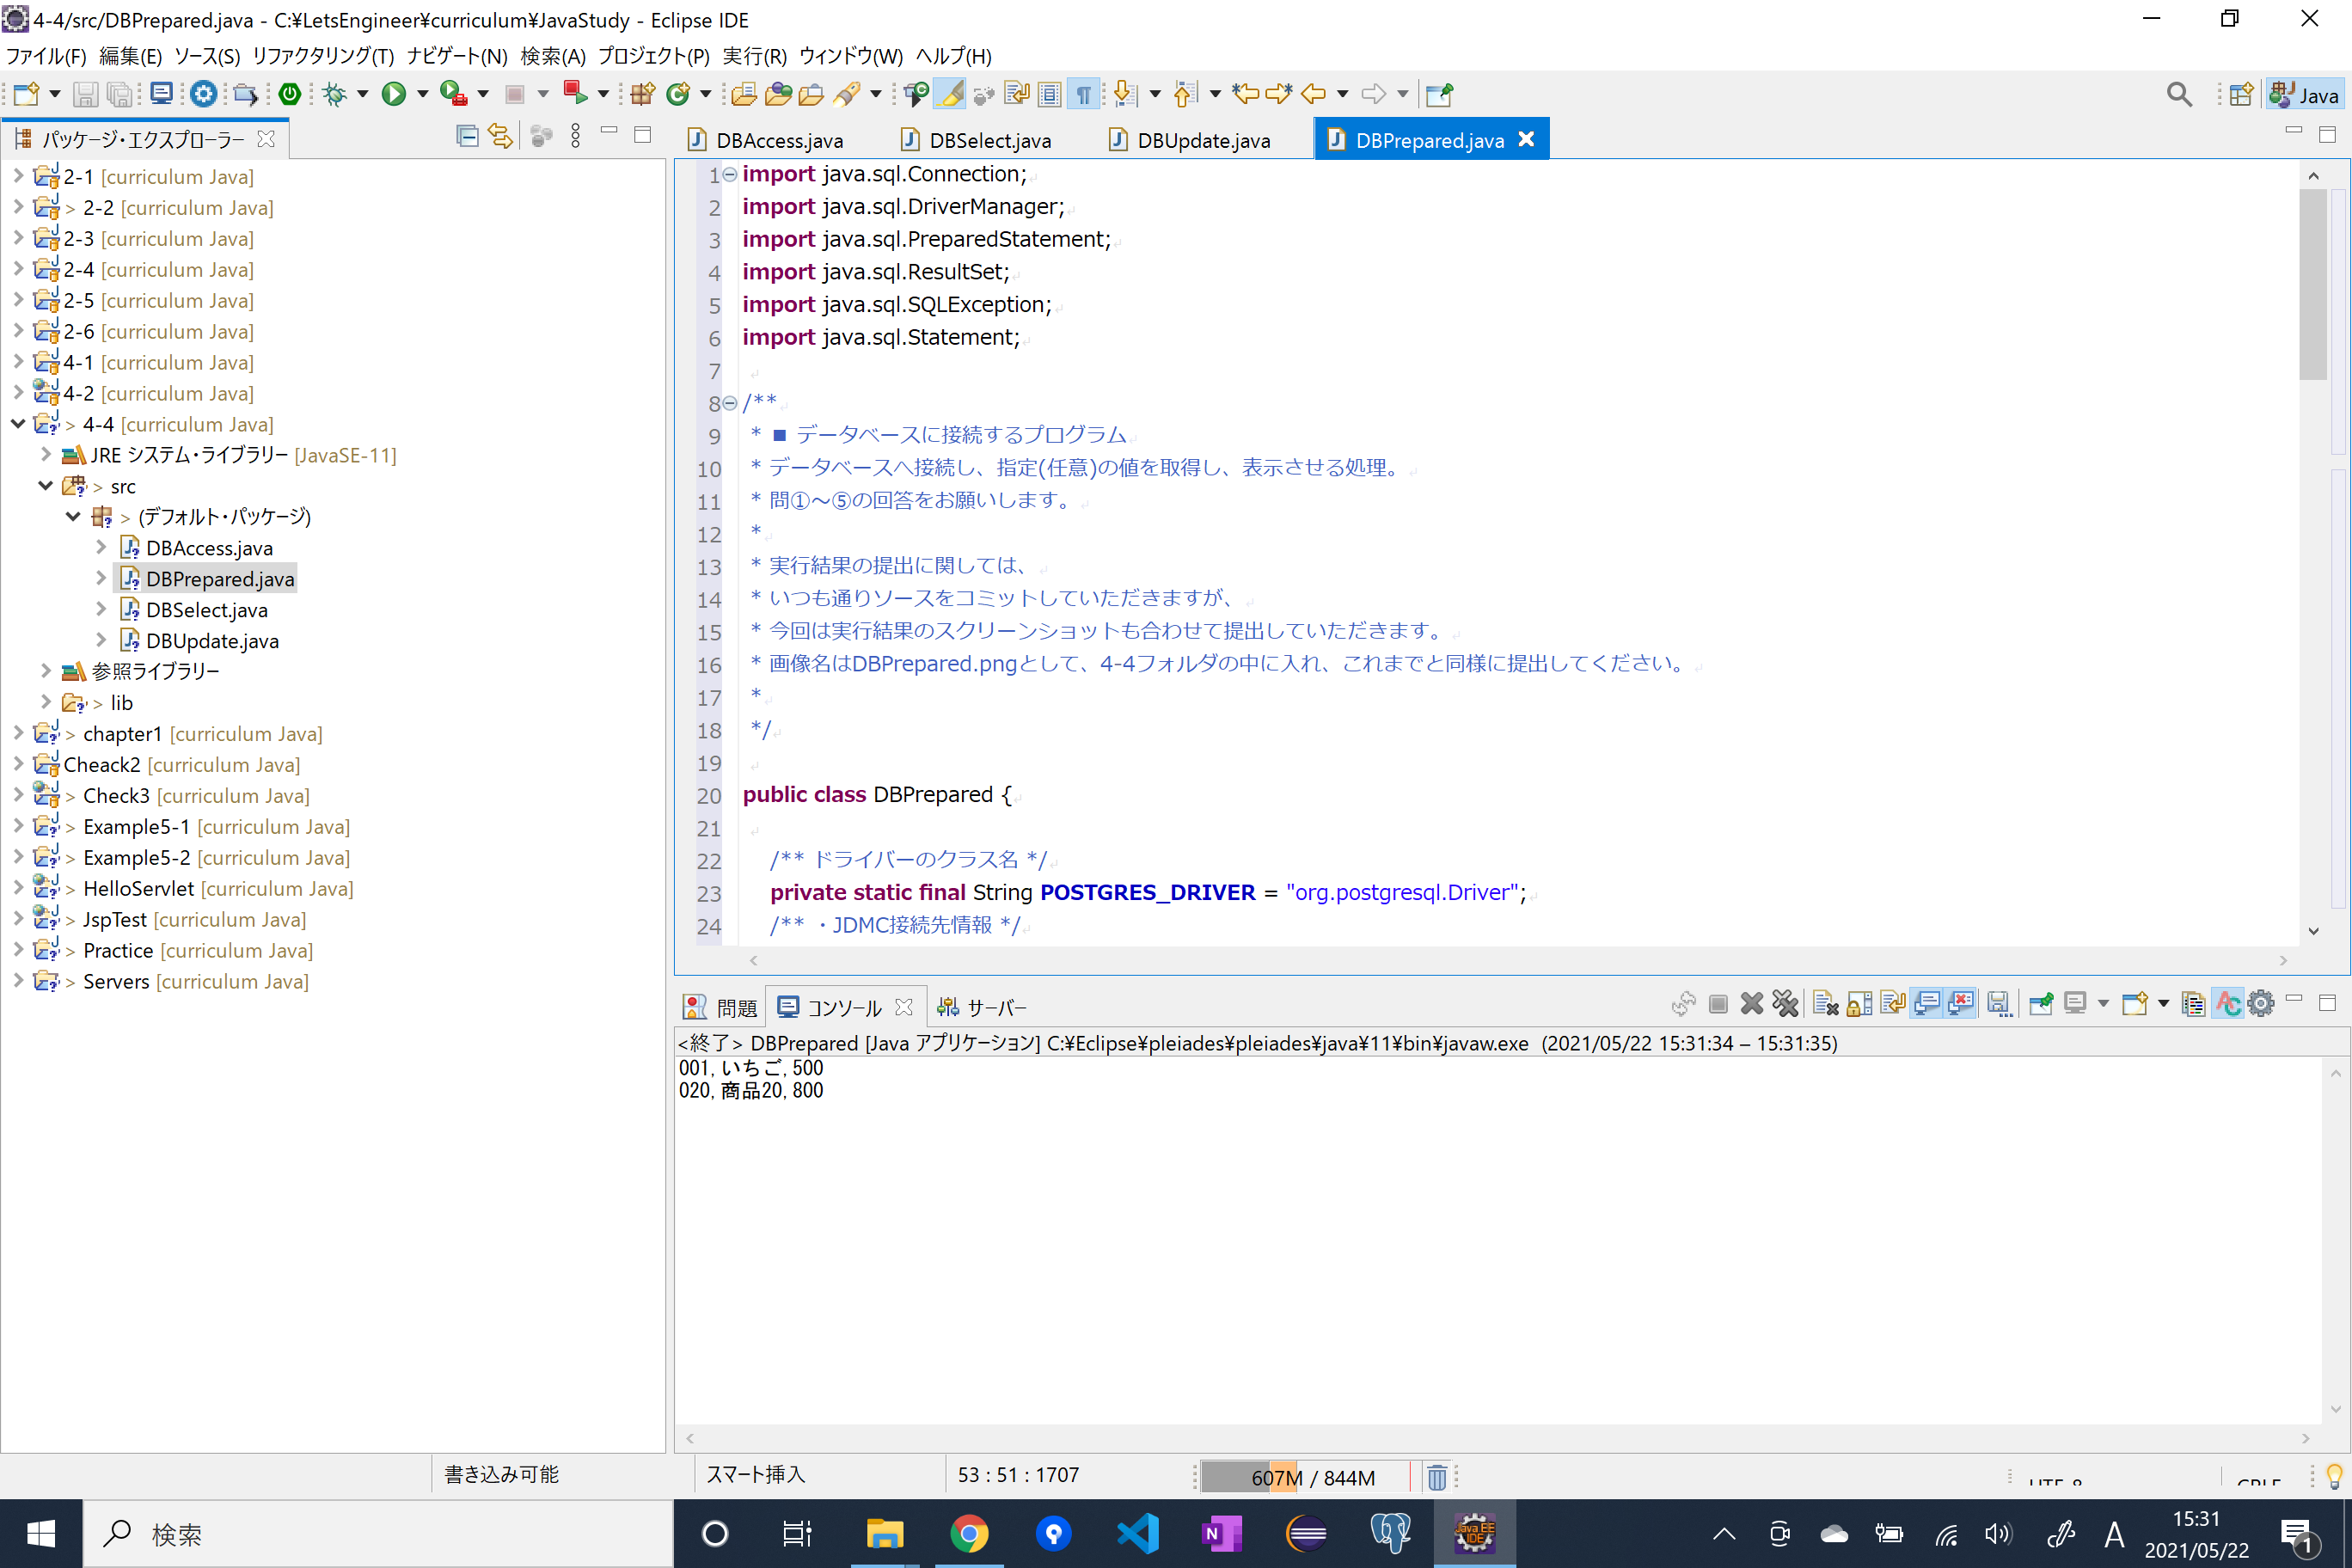 4-4/src/DBPrepared.java - C:¥LetsEngineer¥curriculum¥JavaStudy - Eclipse IDE
ファイル(F) 編集(E) ソース(S) リファクタリング(T) ナビゲート(N) 検索(A) プロジェクト(P) 実行(R) ウィンドウ(W) ヘルプ(H)
Java
パッケージ・エクスプローラー
2-1 [curriculum Java]
> 2-2 [curriculum Java]
2-3 [curriculum Java]
2-4 [curriculum Java]
2-5 [curriculum Java]
2-6 [curriculum Java]
4-1 [curriculum Java]
4-2 [curriculum Java]
> 4-4 [curriculum Java]
JRE システム・ライブラリー [JavaSE-11]
> src
> (デフォルト・パッケージ)
DBAccess.java
DBPrepared.java
DBSelect.java
DBUpdate.java
参照ライブラリー
> lib
> chapter1 [curriculum Java]
Cheack2 [curriculum Java]
> Check3 [curriculum Java]
> Example5-1 [curriculum Java]
> Example5-2 [curriculum Java]
> HelloServlet [curriculum Java]
> JspTest [curriculum Java]
> Practice [curriculum Java]
> Servers [curriculum Java]
DBAccess.java DBSelect.java DBUpdate.java DBPrepared.java
1 import java.sql.Connection;
2 import java.sql.DriverManager;
3 import java.sql.PreparedStatement;
4 import java.sql.ResultSet;
5 import java.sql.SQLException;
6 import java.sql.Statement;
7
8 /**
9 * ■ データベースに接続するプログラム
10 * データベースへ接続し、指定(任意)の値を取得し、表示させる処理。
11 * 問①～⑤の回答をお願いします。
12 *
13 * 実行結果の提出に関しては、
14 * いつも通りソースをコミットしていただきますが、
15 * 今回は実行結果のスクリーンショットも合わせて提出していただきます。
16 * 画像名はDBPrepared.pngとして、4-4フォルダの中に入れ、これまでと同様に提出してください。
17 *
18 */
19
20 public class DBPrepared {
21
22 /** ドライバーのクラス名 */
23 private static final String POSTGRES_DRIVER = "org.postgresql.Driver";
24 /** ・JDMC接続先情報 */
問題 コンソール サーバー
<終了> DBPrepared [Java アプリケーション] C:¥Eclipse¥pleiades¥pleiades¥java¥11¥bin¥javaw.exe (2021/05/22 15:31:34 – 15:31:35)
001,いちご,500
020,商品20,800
書き込み可能 スマート挿入 53 : 51 : 1707 607M / 844M
検索
A
15:31
2021/05/22
1